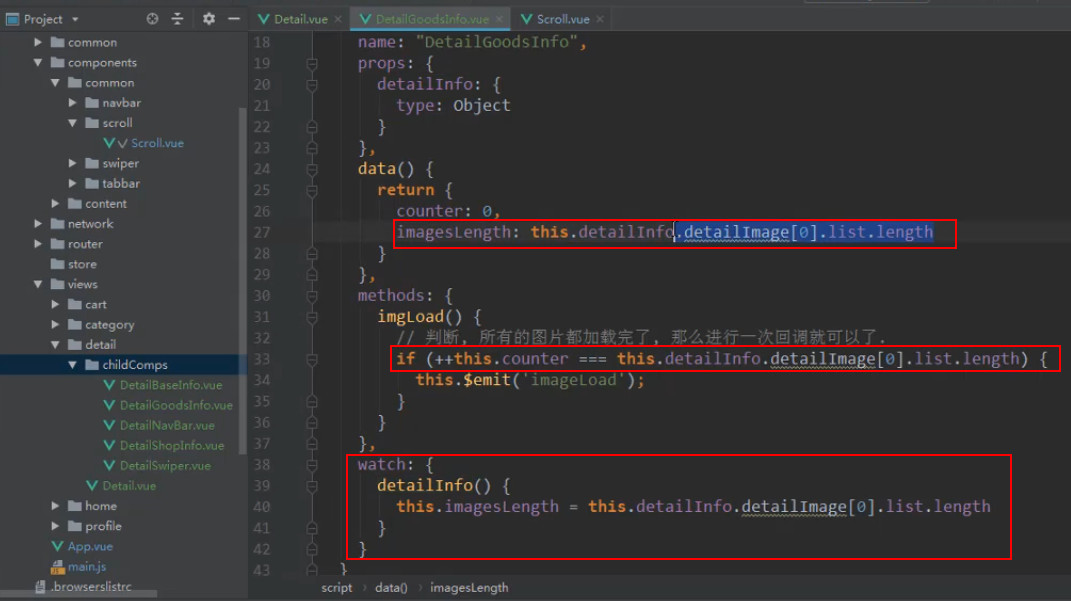 Project
Detail.vue
DetailGoodsInfo.vue
Scroll.vue
common
components
common
navbar
scroll
Scroll.vue
swiper
tabbar
content
network
router
store
views
cart
category
detail
childComps
DetailBaseInfo.vue
DetailGoodsInfo.vue
DetailNavBar.vue
DetailShopInfo.vue
DetailSwiper.vue
Detail.vue
home
profile
App.vue
main.js
.browserslistrc
18 name: "DetailGoodsInfo",
19 props: {
20 detailInfo: {
21 type: Object
22 }
23 },
24 data() {
25 return {
26 counter: 0,
27 imagesLength: this.detailInfo.detailImage[0].list.length
28 }
29 },
30 methods: {
31 imgLoad() {
32 // 判断, 所有的图片都加载完了, 那么进行一次回调就可以了.
33 if (++this.counter === this.detailInfo.detailImage[0].list.length) {
34 this.$emit('imageLoad');
35 }
36 }
37 },
38 watch: {
39 detailInfo() {
40 this.imagesLength = this.detailInfo.detailImage[0].list.length
41 }
42 }
43 }
script › data() › imagesLength